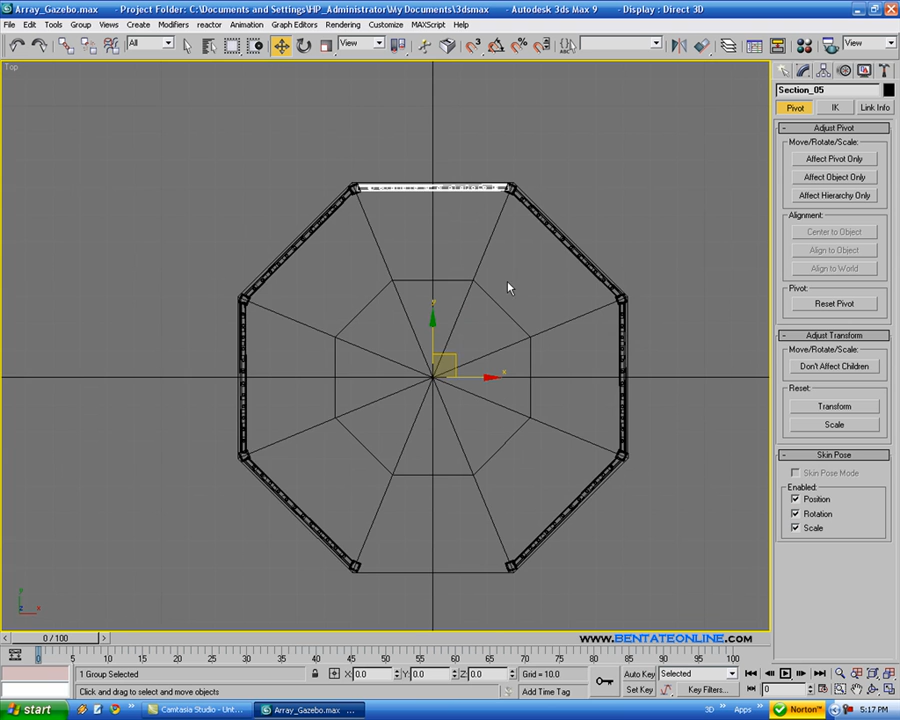 Array_Gazebo.max - Project Folder: C:\Documents and Settings\HP_Administrator\My Documents\3dsmax - Autodesk 3ds Max 9 - Display : Direct 3D
File Edit Tools Group Views Create Modifiers reactor Animation Graph Editors Rendering Customize MAXScript Help
All View View
Top
Section_05
Pivot IK Link Info
- Adjust Pivot
Move/Rotate/Scale:
Affect Pivot Only
Affect Object Only
Affect Hierarchy Only
Alignment:
Center to Object
Align to Object
Align to World
Pivot:
Reset Pivot
- Adjust Transform
Move/Rotate/Scale:
Don't Affect Children
Reset:
Transform
Scale
- Skin Pose
Skin Pose Mode
Enabled:
Position
Rotation
Scale
y
x
y
z x
WWW.BENTATEONLINE.COM
< 0 / 100 >
0 5 10 15 20 25 30 35 40 45 50 55 60 65 70 75 80 85 90 95 100
1 Group Selected X: 0.0 Y: 0.0 Z: 0.0 Grid = 10.0 Auto Key Selected
Click and drag to select and move objects Add Time Tag Set Key Key Filters... 0
start Camtasia Studio - Unt... Array_Gazebo.max ... 3D » Apps » Norton 5:17 PM